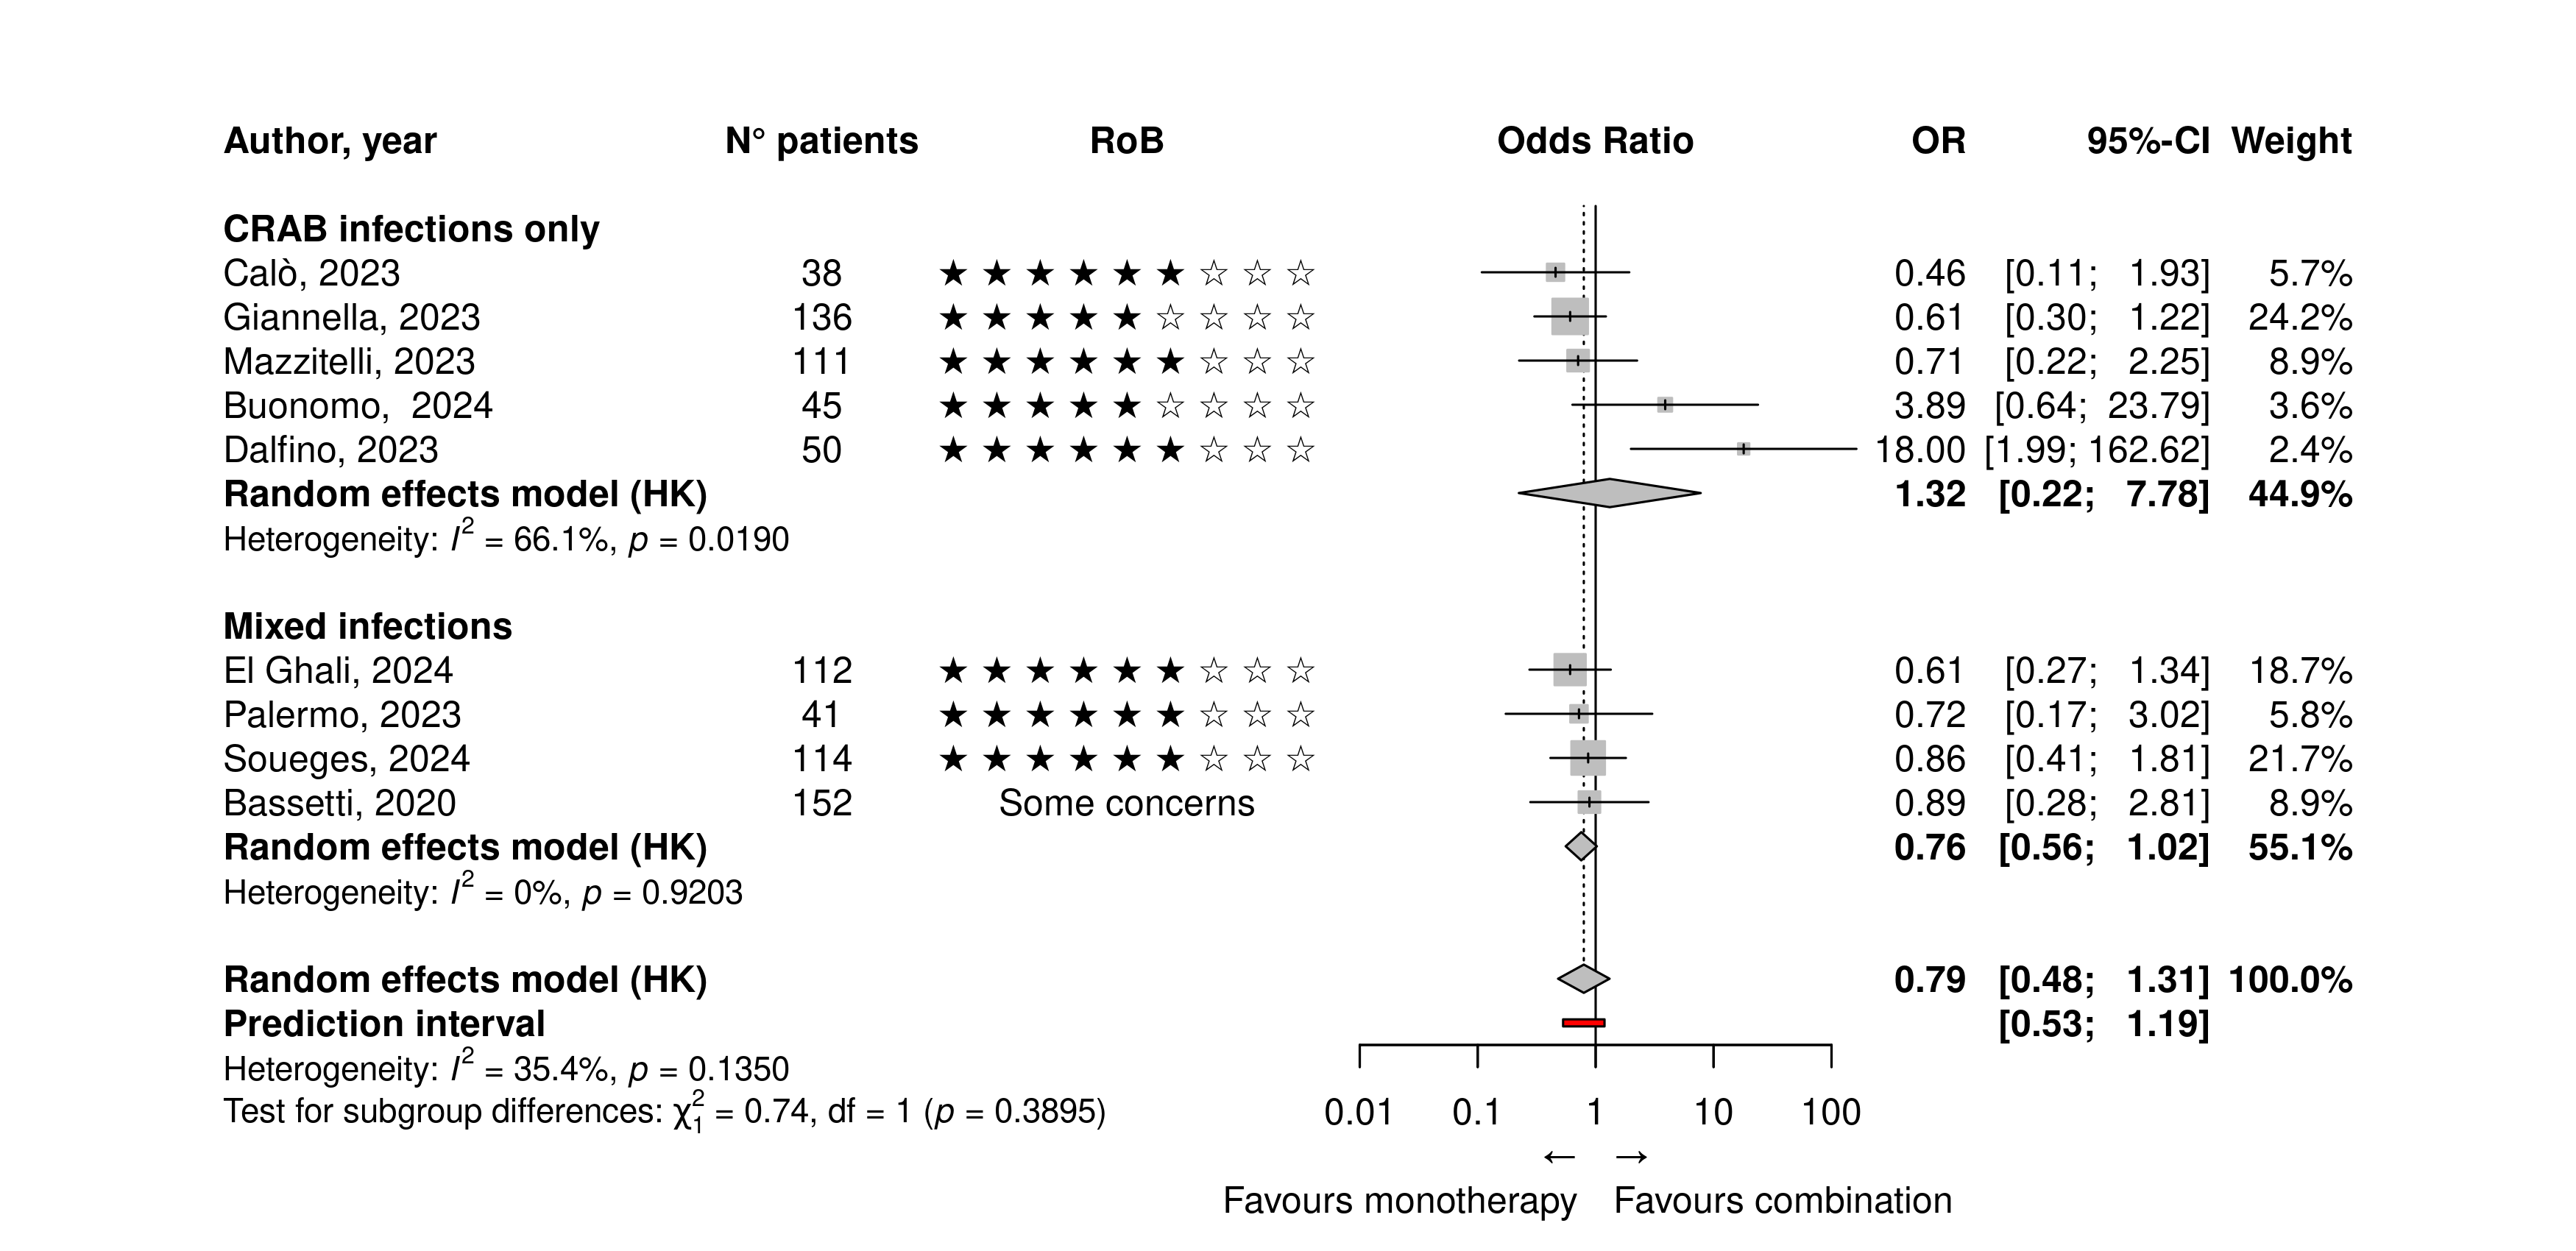 Author, year N° patients RoB Odds Ratio OR 95%-CI Weight
CRAB infections only
Calò, 2023 38 ★ ★ ★ ★ ★ ★ ☆ ☆ ☆ 0.46 [0.11; 1.93] 5.7%
Giannella, 2023 136 ★ ★ ★ ★ ★ ☆ ☆ ☆ ☆ 0.61 [0.30; 1.22] 24.2%
Mazzitelli, 2023 111 ★ ★ ★ ★ ★ ★ ☆ ☆ ☆ 0.71 [0.22; 2.25] 8.9%
Buonomo, 2024 45 ★ ★ ★ ★ ★ ☆ ☆ ☆ ☆ 3.89 [0.64; 23.79] 3.6%
Dalfino, 2023 50 ★ ★ ★ ★ ★ ★ ☆ ☆ ☆ 18.00 [1.99; 162.62] 2.4%
Random effects model (HK) 1.32 [0.22; 7.78] 44.9%
Heterogeneity: I² = 66.1%, p = 0.0190
Mixed infections
El Ghali, 2024 112 ★ ★ ★ ★ ★ ★ ☆ ☆ ☆ 0.61 [0.27; 1.34] 18.7%
Palermo, 2023 41 ★ ★ ★ ★ ★ ★ ☆ ☆ ☆ 0.72 [0.17; 3.02] 5.8%
Soueges, 2024 114 ★ ★ ★ ★ ★ ★ ☆ ☆ ☆ 0.86 [0.41; 1.81] 21.7%
Bassetti, 2020 152 Some concerns 0.89 [0.28; 2.81] 8.9%
Random effects model (HK) 0.76 [0.56; 1.02] 55.1%
Heterogeneity: I² = 0%, p = 0.9203
Random effects model (HK) 0.79 [0.48; 1.31] 100.0%
Prediction interval [0.53; 1.19]
Heterogeneity: I² = 35.4%, p = 0.1350
Test for subgroup differences: χ²₁ = 0.74, df = 1 (p = 0.3895)
0.01 0.1 1 10 100
← →
Favours monotherapy Favours combination